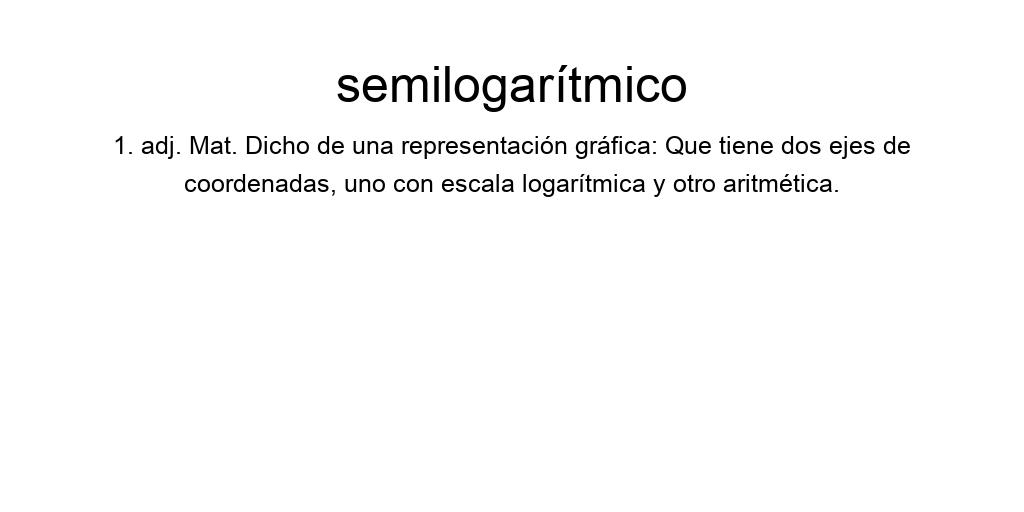 semilogarítmico
1. adj. Mat. Dicho de una representación gráfica: Que tiene dos ejes de
coordenadas, uno con escala logarítmica y otro aritmética.